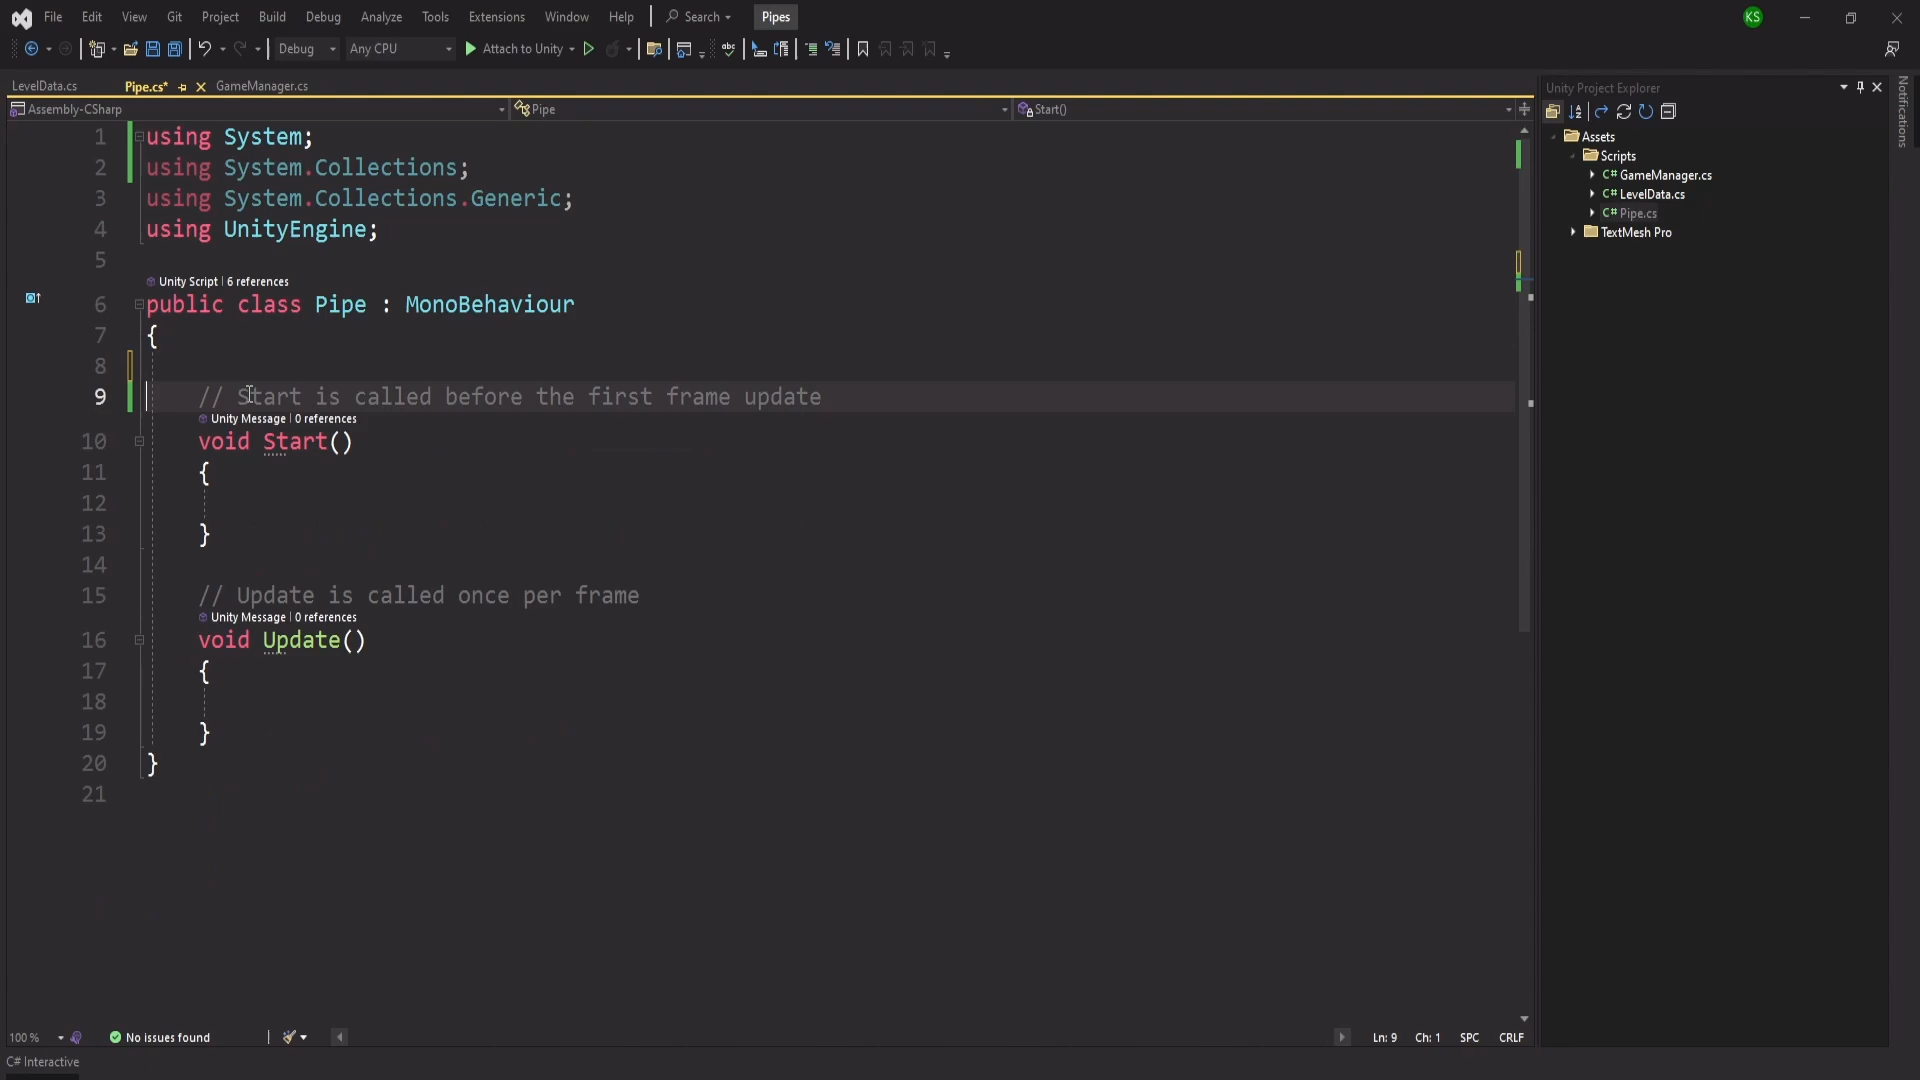 File Edit View Git Project Build Debug Analyze Tools Extensions Window Help Search Pipes KS
Debug Any CPU Attach to Unity abc
LevelData.cs Pipe.cs* GameManager.cs
Unity Project Explorer
Notifications
Assembly-CSharp Pipe Start()
Assets
Scripts
C# GameManager.cs
C# LevelData.cs
C# Pipe.cs
TextMesh Pro
1 using System;
2 using System.Collections;
3 using System.Collections.Generic;
4 using UnityEngine;
5
Unity Script | 6 references
6 public class Pipe : MonoBehaviour
7 {
8
9 // Start is called before the first frame update
Unity Message | 0 references
10 void Start()
11 {
12
13 }
14
15 // Update is called once per frame
Unity Message | 0 references
16 void Update()
17 {
18
19 }
20 }
21
100 % No issues found Ln: 9 Ch: 1 SPC CRLF
C# Interactive